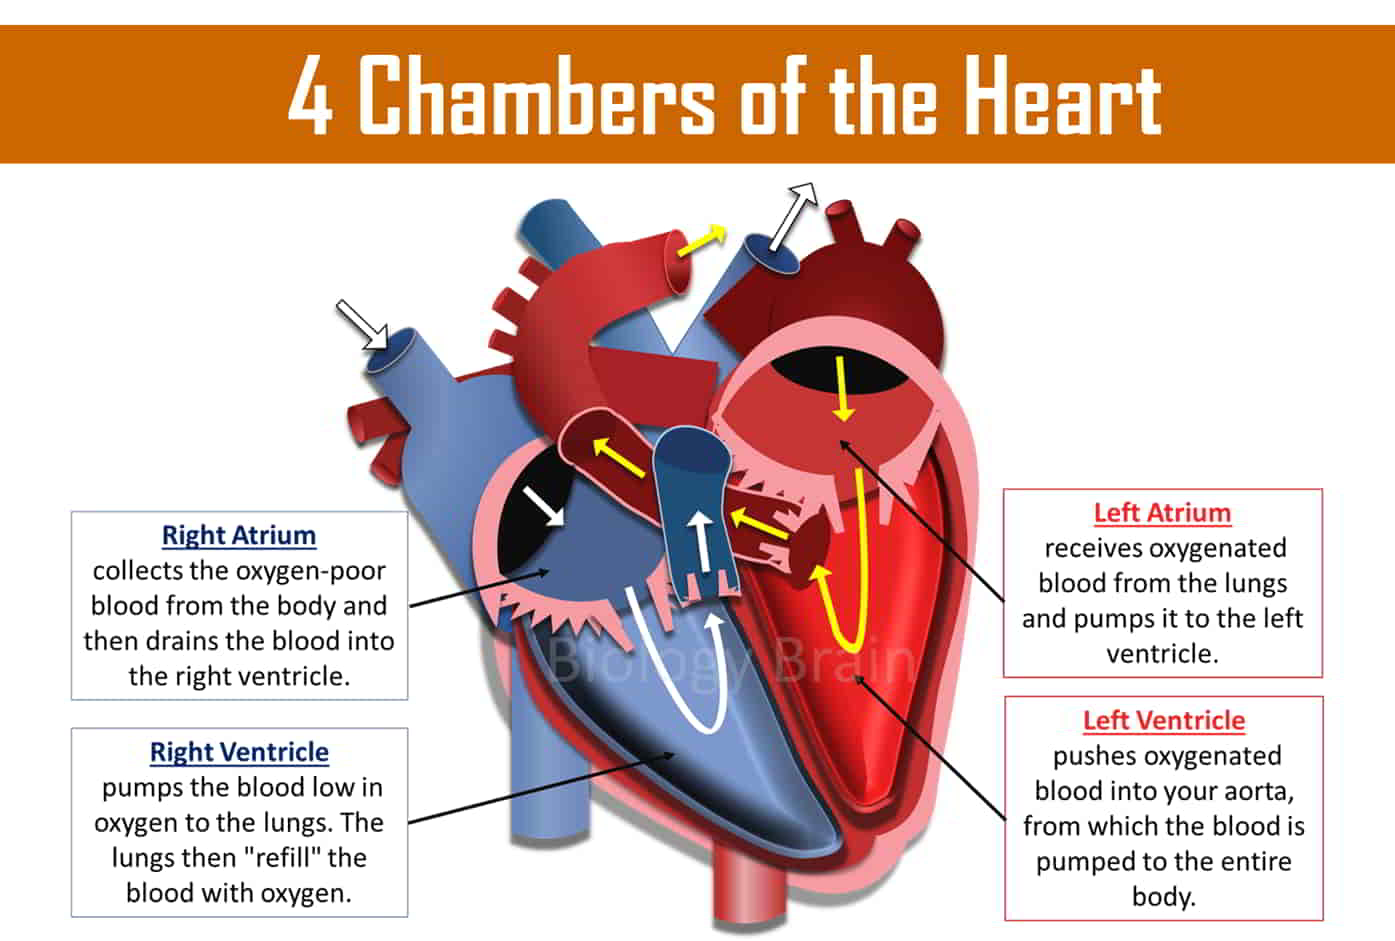 4 Chambers of the Heart
Right Atrium
collects the oxygen-poor
blood from the body and
then drains the blood into
the right ventricle.
Right Ventricle
pumps the blood low in
oxygen to the lungs. The
lungs then "refill" the
blood with oxygen.
Biology Brain
Left Atrium
receives oxygenated
blood from the lungs
and pumps it to the left
ventricle.
Left Ventricle
pushes oxygenated
blood into your aorta,
from which the blood is
pumped to the entire
body.